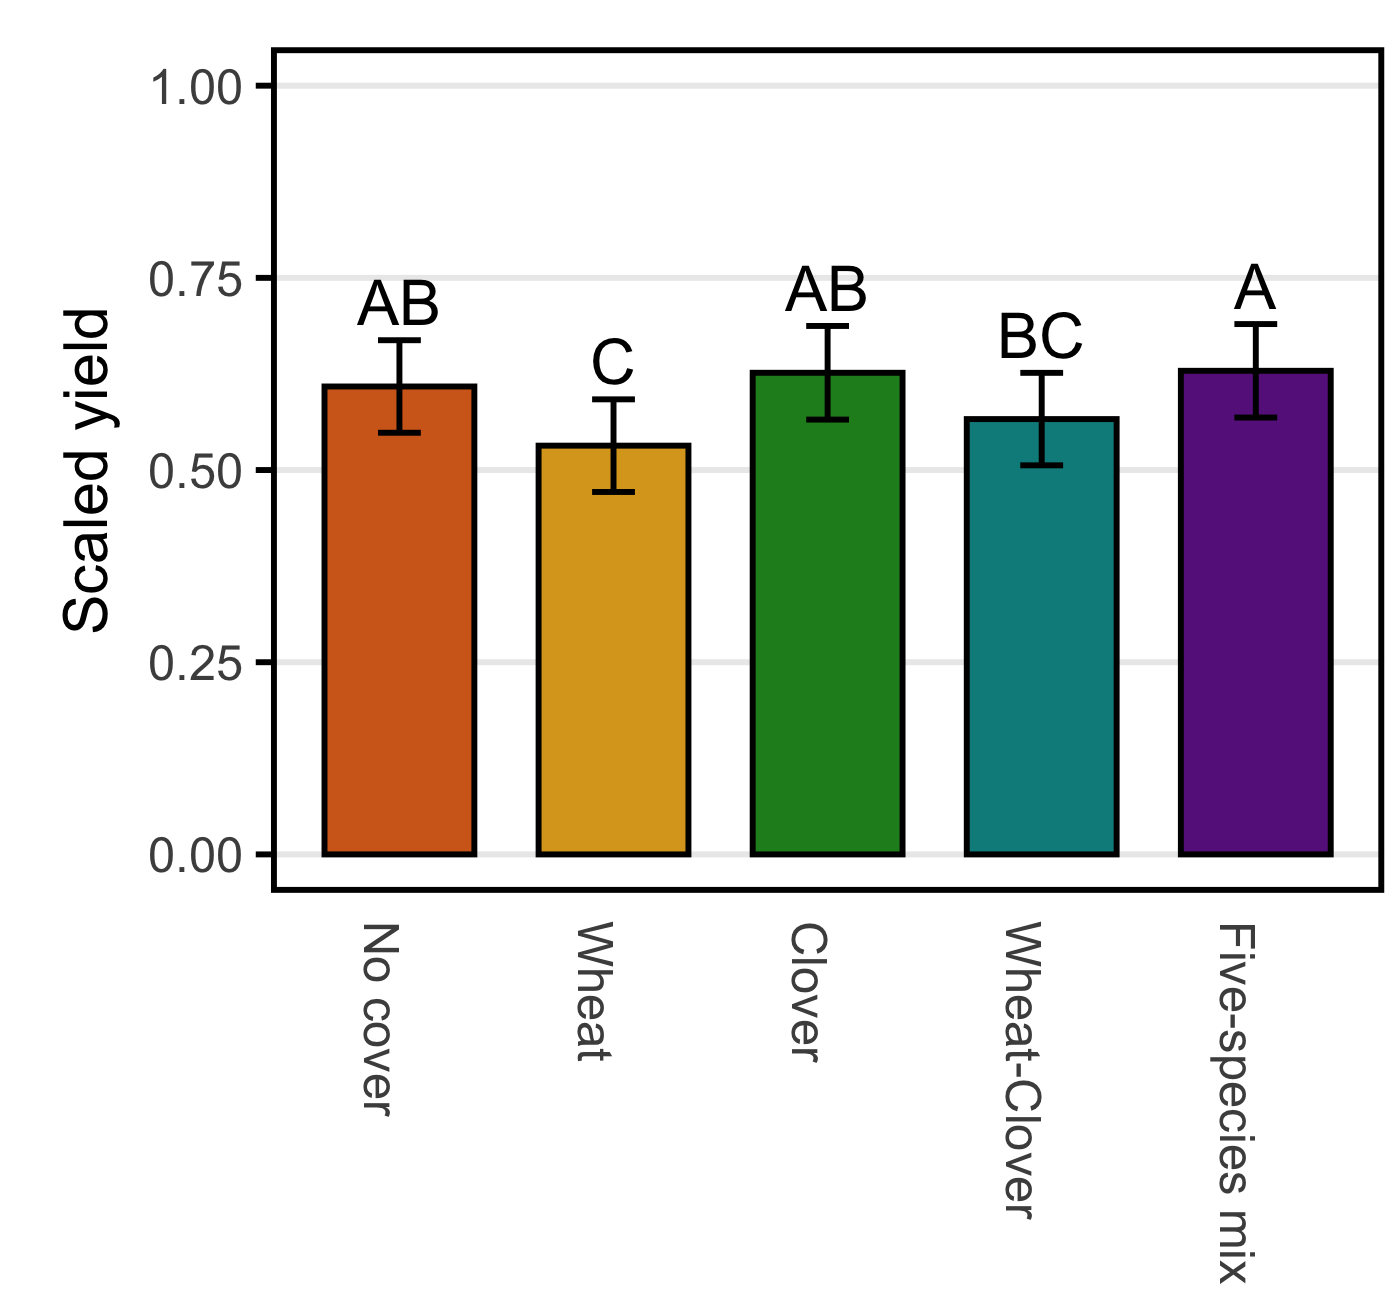 Scaled yield
1.00
0.75
0.50
0.25
0.00
AB
C
AB
BC
A
No cover
Wheat
Clover
Wheat-Clover
Five-species mix